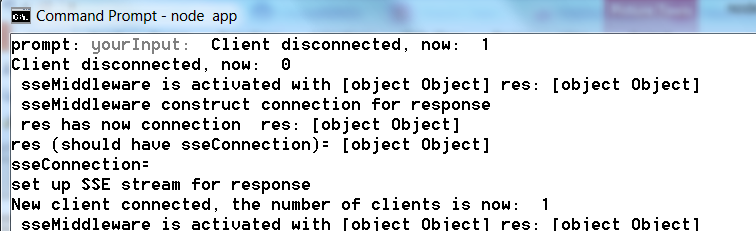 Command Prompt - node app
prompt: yourInput: Client disconnected, now: 1
Client disconnected, now: 0
sseMiddleware is activated with [object Object] res: [object Object]
sseMiddleware construct connection for response
res has now connection res: [object Object]
res (should have sseConnection)= [object Object]
sseConnection=
set up SSE stream for response
New client connected, the number of clients is now: 1
sseMiddleware is activated with [object Object] res: [object Object]